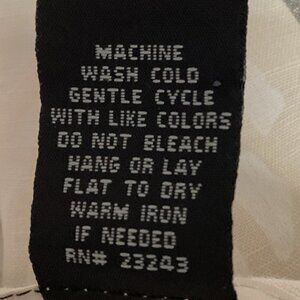 MACHINE
WASH COLD
GENTLE CYCLE
WITH LIKE COLORS
DO NOT BLEACH
HANG OR LAY
FLAT TO DRY
WARM IRON
IF NEEDED
RN# 23243